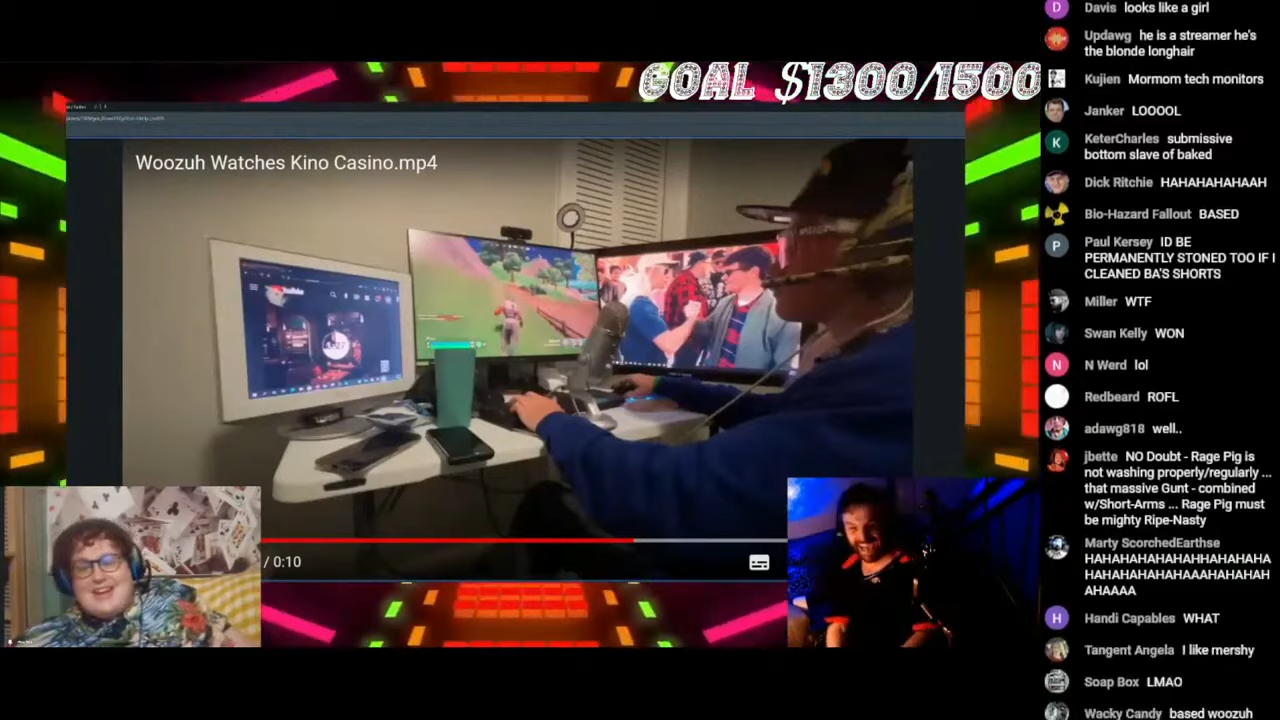 GOAL $1300/1500
Woozuh Watches Kino Casino.mp4
/ 0:10
Davis looks like a girl
Updawg he is a streamer he's
the blonde longhair
Kujien Mormom tech monitors
Janker LOOOOL
KeterCharles submissive
bottom slave of baked
Dick Ritchie HAHAHAHAHAAH
Bio-Hazard Fallout BASED
Paul Kersey ID BE
PERMANENTLY STONED TOO IF I
CLEANED BA'S SHORTS
Miller WTF
Swan Kelly WON
N Werd lol
Redbeard ROFL
adawg818 well..
jbette NO Doubt - Rage Pig is
not washing properly/regularly ...
that massive Gunt - combined
w/Short-Arms ... Rage Pig must
be mighty Ripe-Nasty
Marty ScorchedEarthse
HAHAHAHAHAHAHHAHAHAHA
HAHAHAHAHAHAAAHAHAHAH
AHAAAA
Handi Capables WHAT
Tangent Angela I like mershy
Soap Box LMAO
Wacky Candy based woozuh